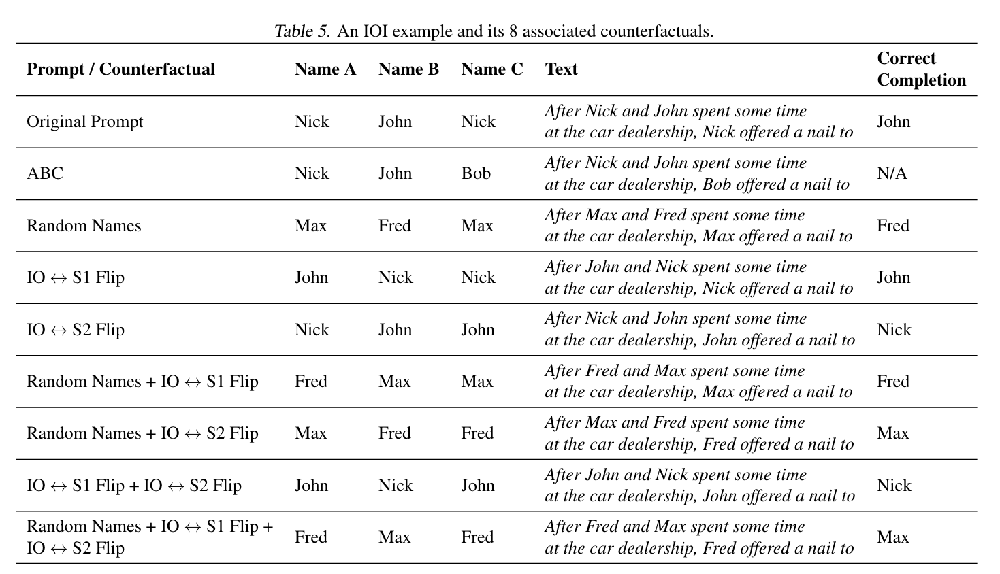 Table 5. An IOI example and its 8 associated counterfactuals.
Prompt / Counterfactual Name A Name B Name C Text Correct Completion
Original Prompt Nick John Nick After Nick and John spent some time
at the car dealership, Nick offered a nail to John
ABC Nick John Bob After Nick and John spent some time
at the car dealership, Bob offered a nail to N/A
Random Names Max Fred Max After Max and Fred spent some time
at the car dealership, Max offered a nail to Fred
IO ↔ S1 Flip John Nick Nick After John and Nick spent some time
at the car dealership, Nick offered a nail to John
IO ↔ S2 Flip Nick John John After Nick and John spent some time
at the car dealership, John offered a nail to Nick
Random Names + IO ↔ S1 Flip Fred Max Max After Fred and Max spent some time
at the car dealership, Max offered a nail to Fred
Random Names + IO ↔ S2 Flip Max Fred Fred After Max and Fred spent some time
at the car dealership, Fred offered a nail to Max
IO ↔ S1 Flip + IO ↔ S2 Flip John Nick John After John and Nick spent some time
at the car dealership, John offered a nail to Nick
Random Names + IO ↔ S1 Flip +
IO ↔ S2 Flip Fred Max Fred After Fred and Max spent some time
at the car dealership, Fred offered a nail to Max